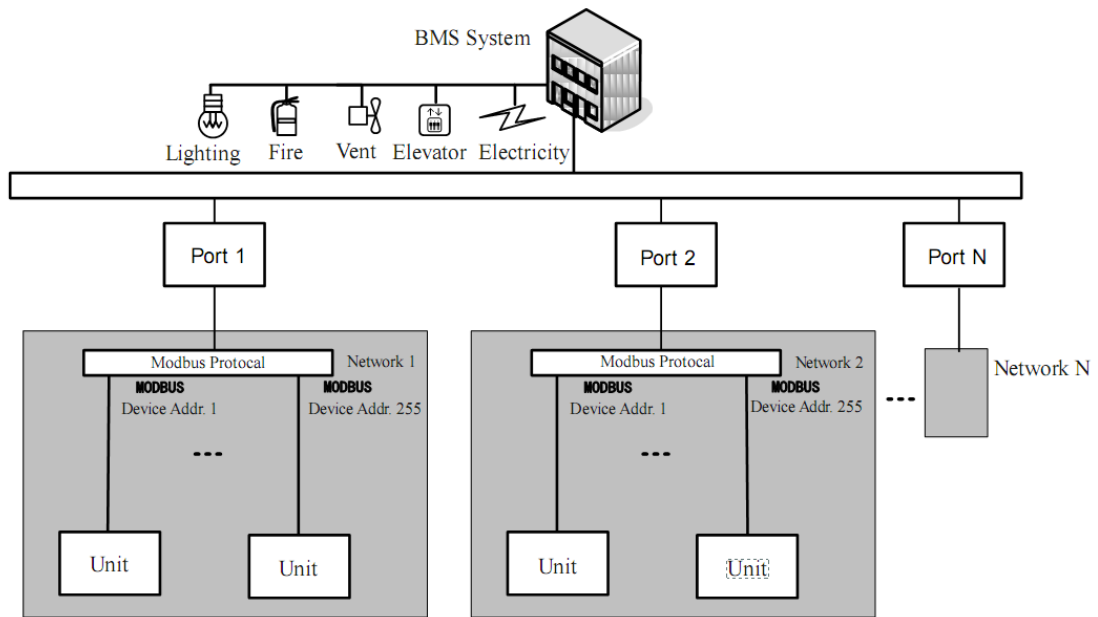 BMS System
Lighting
Fire
Vent
Elevator
Electricity
Port 1
Port 2
Port N
Modbus Protocal
Network 1
MODBUS
Device Addr. 1
MODBUS
Device Addr. 255
Unit
Unit
Modbus Protocal
Network 2
MODBUS
Device Addr. 1
MODBUS
Device Addr. 255
Unit
Unit
Network N